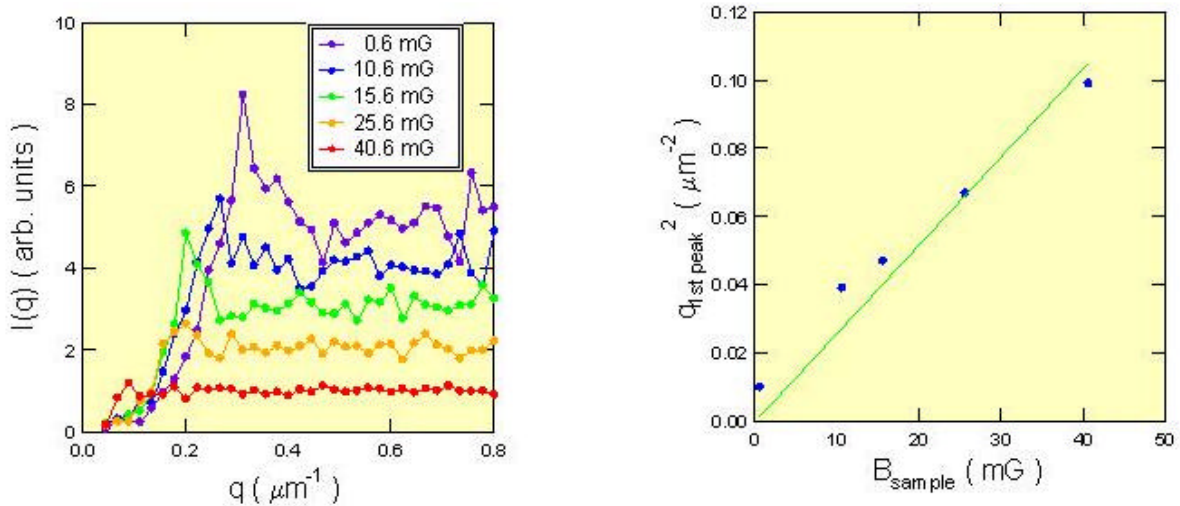 10
8
6
4
2
0
I(q) ( arb. units )
0.6 mG
10.6 mG
15.6 mG
25.6 mG
40.6 mG
0.0 0.2 0.4 0.6 0.8
q ( μm⁻¹ )
0.12
0.10
0.08
0.06
0.04
0.02
0.00
q1st peak² ( μm⁻² )
0 10 20 30 40 50
Bsample ( mG )